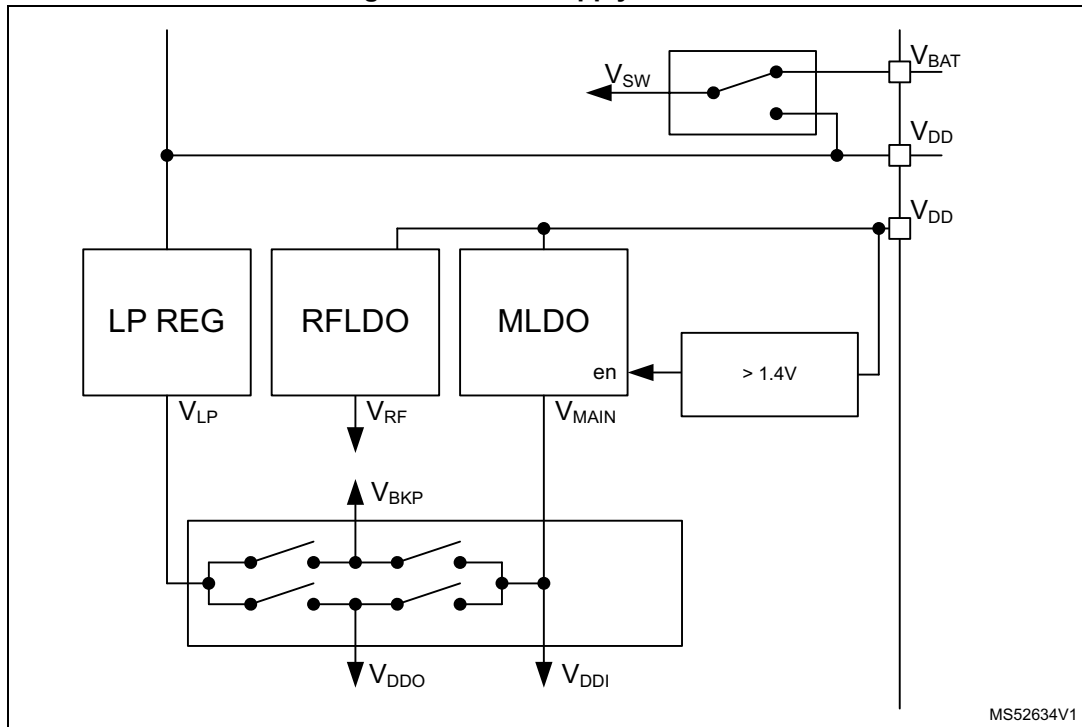 VBAT
VSW
VDD
VDD
LP REG
RFLDO
MLDO
en
> 1.4V
VLP
VRF
VMAIN
VBKP
VDDO
VDDI
MS52634V1